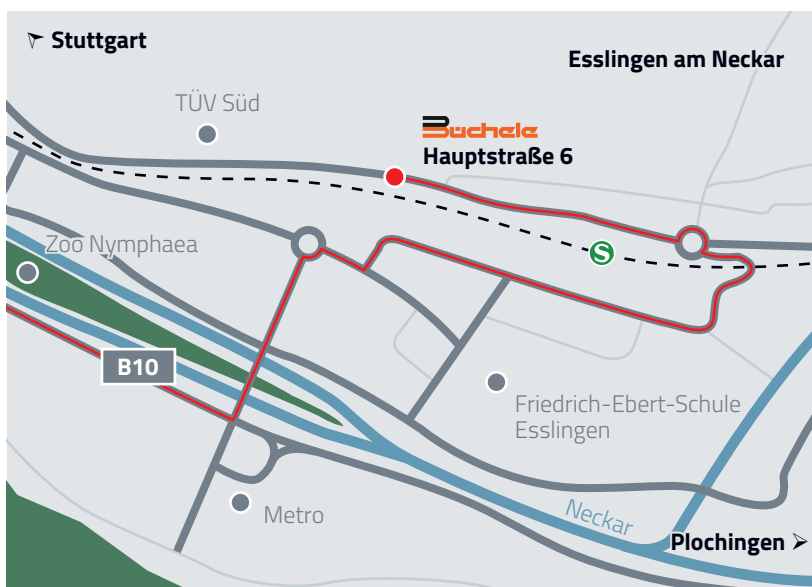 Stuttgart
Esslingen am Neckar
TÜV Süd
Büchele
Hauptstraße 6
Zoo Nymphaea
S
B10
Friedrich-Ebert-Schule
Esslingen
Metro
Neckar
Plochingen